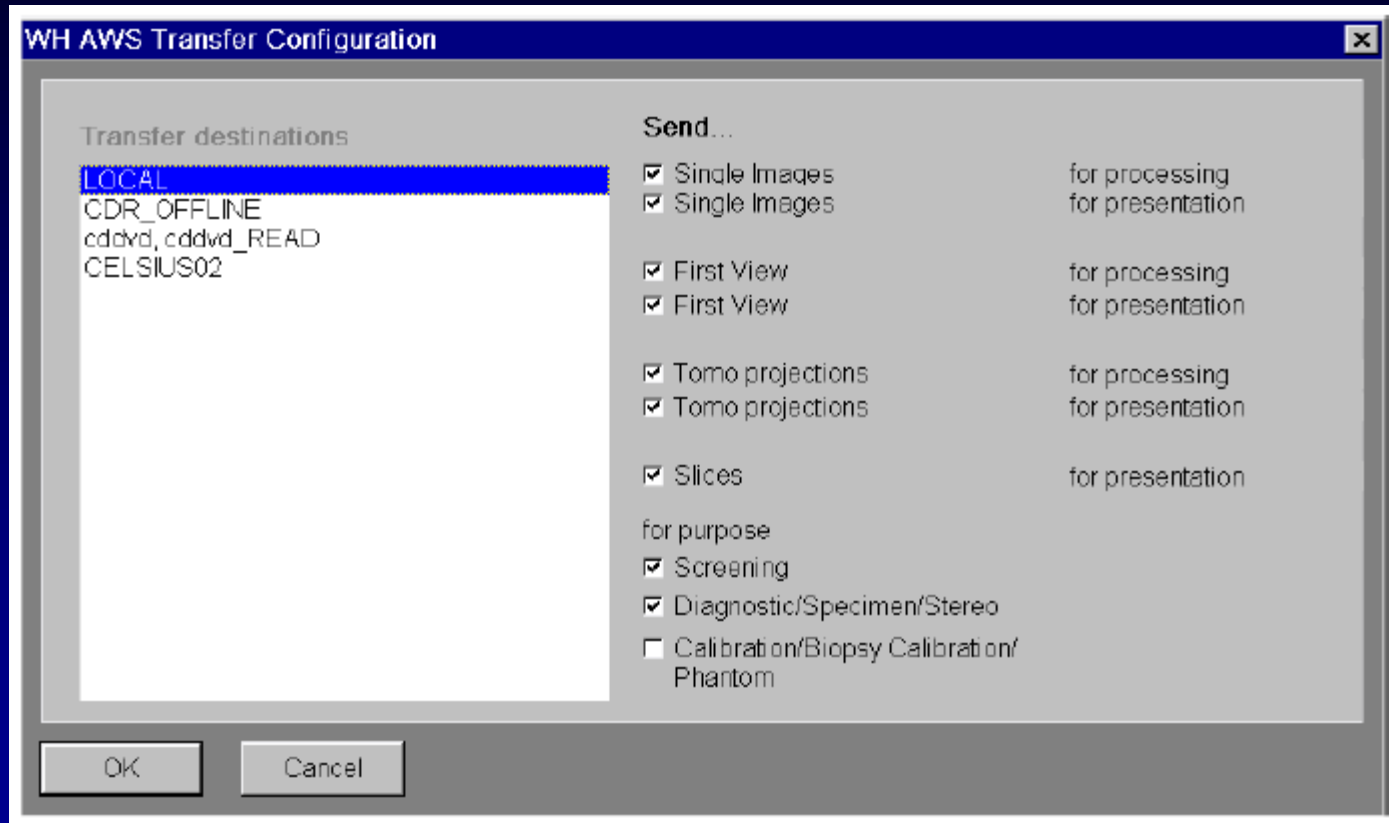 WH AWS Transfer Configuration
Transfer destinations
LOCAL
CDR_OFFLINE
cddvd, cddvd_READ
CELSIUS02
Send...
Single Images for processing
Single Images for presentation
First View for processing
First View for presentation
Tomo projections for processing
Tomo projections for presentation
Slices for presentation
for purpose
Screening
Diagnostic/Specimen/Stereo
Calibration/Biopsy Calibration/
Phantom
OK Cancel